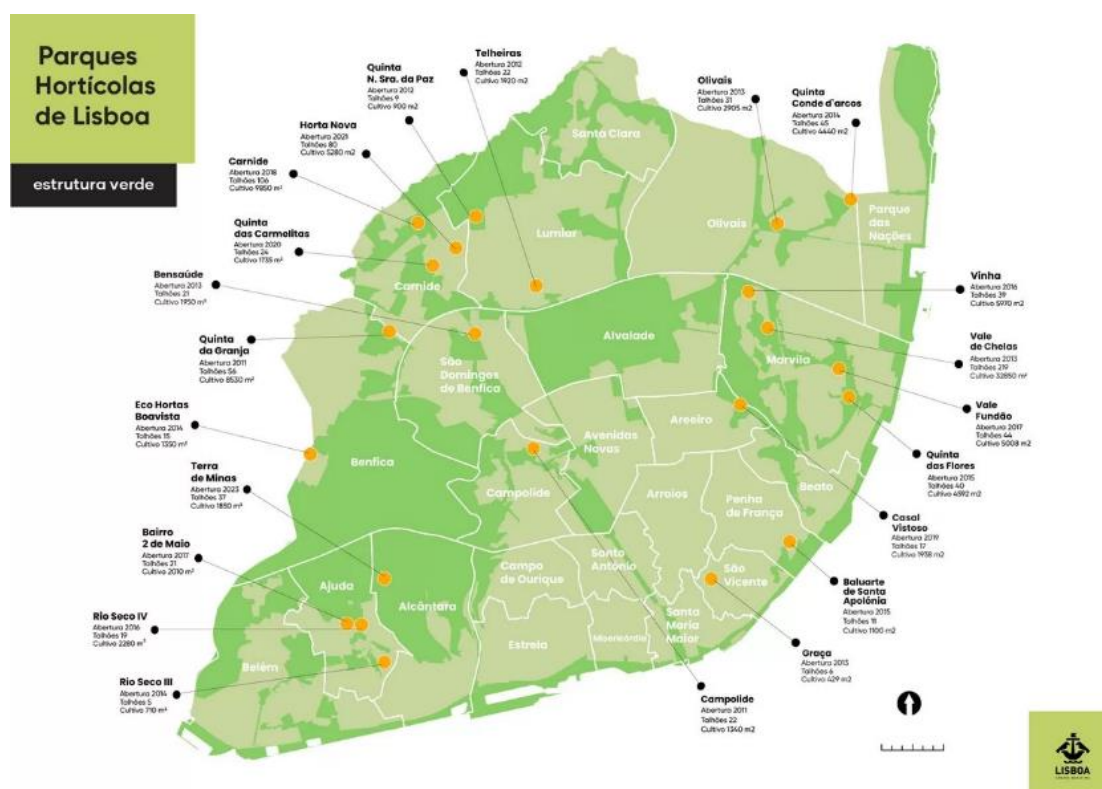 Parques
Hortícolas
de Lisboa
estrutura verde
Telheiras
Abertura 2012
Talhões 22
Cultivo 1920 m2
Quinta
N. Sra. da Paz
Abertura 2012
Talhões 9
Cultivo 900 m2
Horta Nova
Abertura 2021
Talhões 80
Cultivo 5280 m2
Carnide
Abertura 2018
Talhões 106
Cultivo 9850 m²
Quinta
das Carmelitas
Abertura 2020
Talhões 24
Cultivo 1735 m²
Bensaúde
Abertura 2013
Talhões 21
Cultivo 1950 m²
Quinta
da Granja
Abertura 2011
Talhões 56
Cultivo 8530 m²
Eco Hortas
Boavista
Abertura 2014
Talhões 15
Cultivo 1350 m²
Terra
de Minas
Abertura 2023
Talhões 37
Cultivo 1850 m²
Bairro
2 de Maio
Abertura 2017
Talhões 21
Cultivo 2010 m²
Rio Seco IV
Abertura 2016
Talhões 19
Cultivo 2280 m²
Rio Seco III
Abertura 2014
Talhões 5
Cultivo 710 m²
Olivais
Abertura 2013
Talhões 31
Cultivo 2905 m2
Quinta
Conde d'arcos
Abertura 2014
Talhões 45
Cultivo 4440 m2
Vinha
Abertura 2016
Talhões 39
Cultivo 5970 m2
Vale
de Chelas
Abertura 2013
Talhões 219
Cultivo 32850 m²
Vale
Fundão
Abertura 2017
Talhões 44
Cultivo 5008 m2
Quinta
das Flores
Abertura 2015
Talhões 40
Cultivo 4592 m2
Casal
Vistoso
Abertura 2019
Talhões 17
Cultivo 1938 m2
Baluarte
de Santa
Apolónia
Abertura 2015
Talhões 11
Cultivo 1100 m2
Graça
Abertura 2013
Talhões 6
Cultivo 429 m2
Campolide
Abertura 2011
Talhões 22
Cultivo 1340 m2
Santa Clara
Lumiar
Olivais
Parque
das
Nações
Carnide
Alvalade
São
Domingos
de Benfica
Marvila
Benfica
Avenidas
Novas
Areeiro
Campolide
Arroios
Penha
de França
Beato
Ajuda
Alcântara
Campo
de Ourique
Santo
António
São
Vicente
Belém
Estrela
Misericórdia
Santa
Maria
Maior
LISBOA